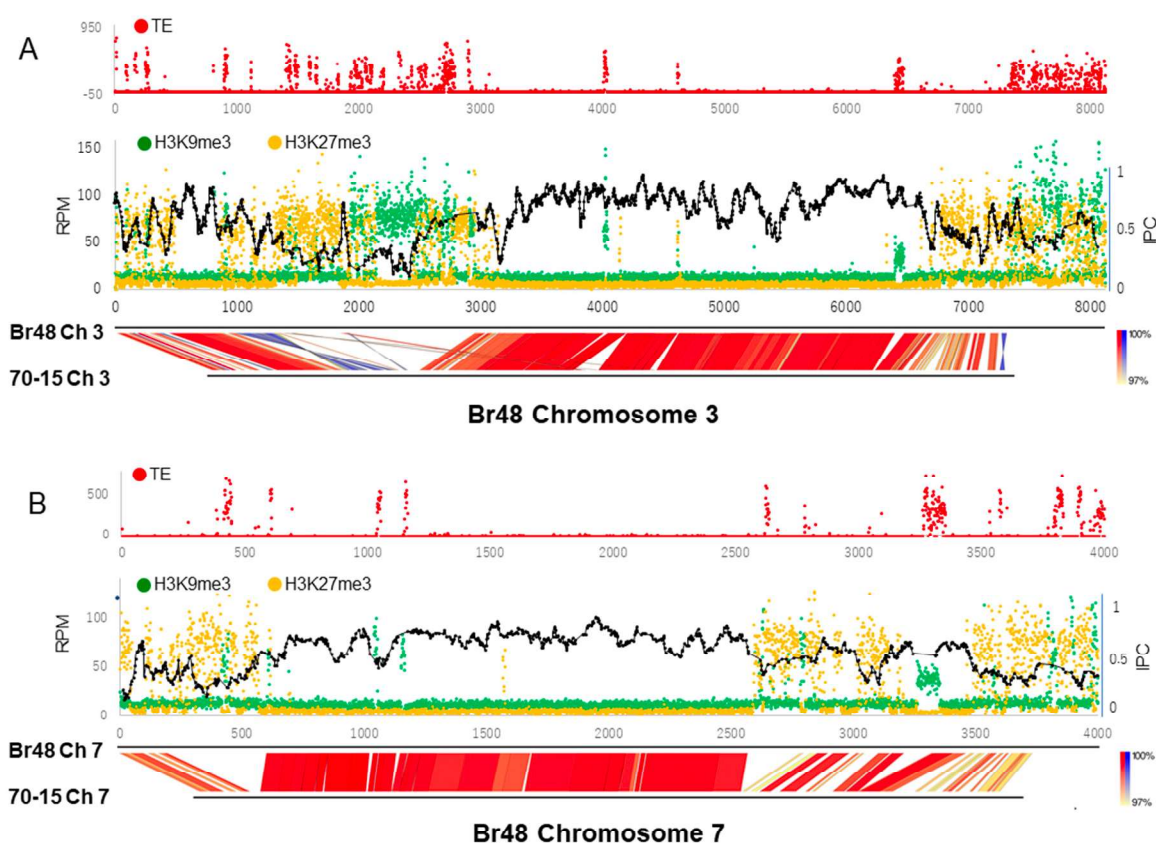 A
TE
950
-50
0 1000 2000 3000 4000 5000 6000 7000 8000
H3K9me3 H3K27me3
150
100
50
0
RPM
1
0.5
0
IPC
0 1000 2000 3000 4000 5000 6000 7000 8000
Br48 Ch 3
70-15 Ch 3
100%
97%
Br48 Chromosome 3
B
TE
500
0
0 500 1000 1500 2000 2500 3000 3500 4000
H3K9me3 H3K27me3
100
50
0
RPM
1
0.5
0
IPC
0 500 1000 1500 2000 2500 3000 3500 4000
Br48 Ch 7
70-15 Ch 7
100%
97%
Br48 Chromosome 7